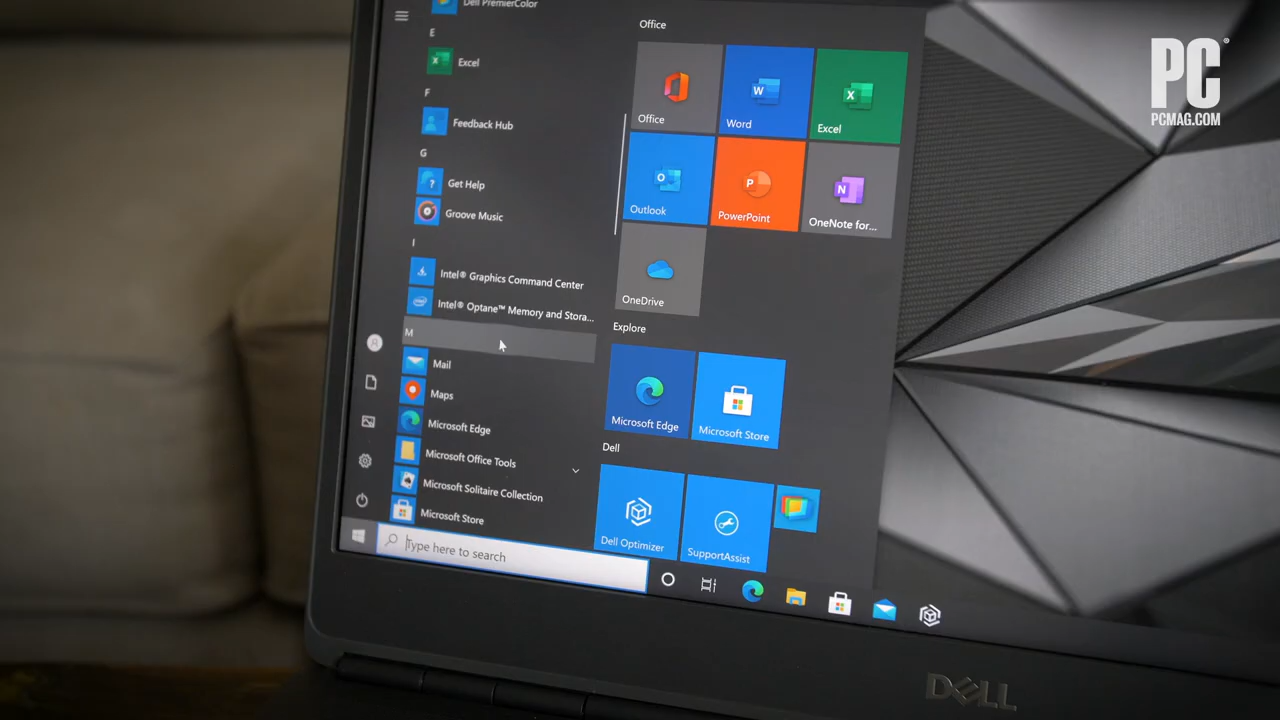 Dell PremierColor
E
Excel
F
Feedback Hub
G
Get Help
Groove Music
I
Intel® Graphics Command Center
Intel® Optane™ Memory and Stora...
M
Mail
Maps
Microsoft Edge
Microsoft Office Tools
Microsoft Solitaire Collection
Microsoft Store
Type here to search
Office
Office
Word
Excel
Outlook
PowerPoint
OneNote for...
OneDrive
Explore
Microsoft Edge
Microsoft Store
Dell
Dell Optimizer
SupportAssist
PC®
PCMAG.COM
DELL